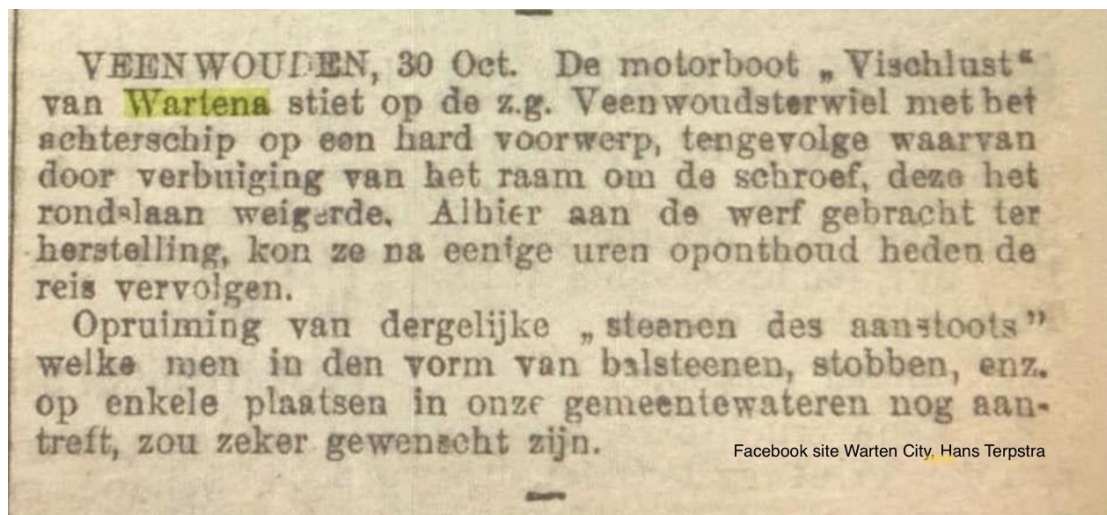 VEENWOUDEN, 30 Oct. De motorboot „Vischlust“
van Wartena stiet op de z.g. Veenwoudsterwiel met het
achterschip op een hard voorwerp, tengevolge waarvan
door verbuiging van het raam om de schroef, deze het
rondslaan weigerde. Alhier aan de werf gebracht ter
herstelling, kon ze na eenige uren oponthoud heden de
reis vervolgen.
Opruiming van dergelijke „steenen des aanstoots”
welke men in den vorm van balsteenen, stobben, enz.
op enkele plaatsen in onze gemeentewateren nog aan-
treft, zou zeker gewenscht zijn.
Facebook site Warten City, Hans Terpstra